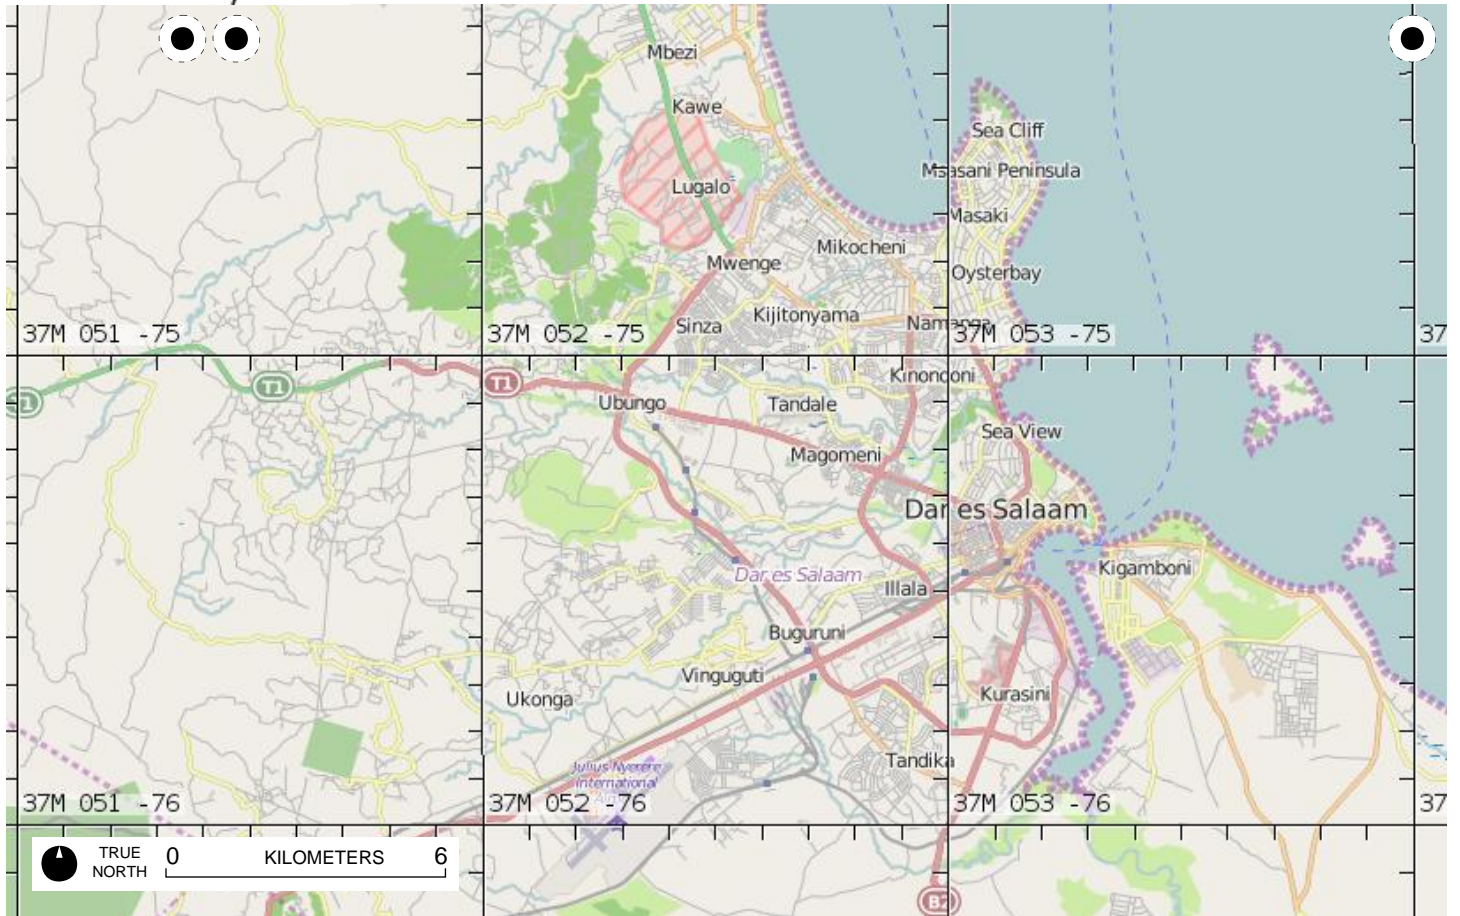 Mbezi
Kawe
Sea Cliff
Msasani Peninsula
Lugalo
Masaki
Mikocheni
Mwenge
Oysterbay
Kijitonyama
Sinza
37M 051 -75
37M 052 -75
37M 053 -75
37
Kinondoni
T1
T1
Ubungo
Tandale
Sea View
Magomeni
Dar es Salaam
Dar es Salaam
Kigamboni
Illala
Buguruni
Vinguguti
Ukonga
Kurasini
Tandika
Julius Nyerere
International
37M 051 -76
37M 052 -76
37M 053 -76
37
TRUE
NORTH
0 KILOMETERS 6
B2